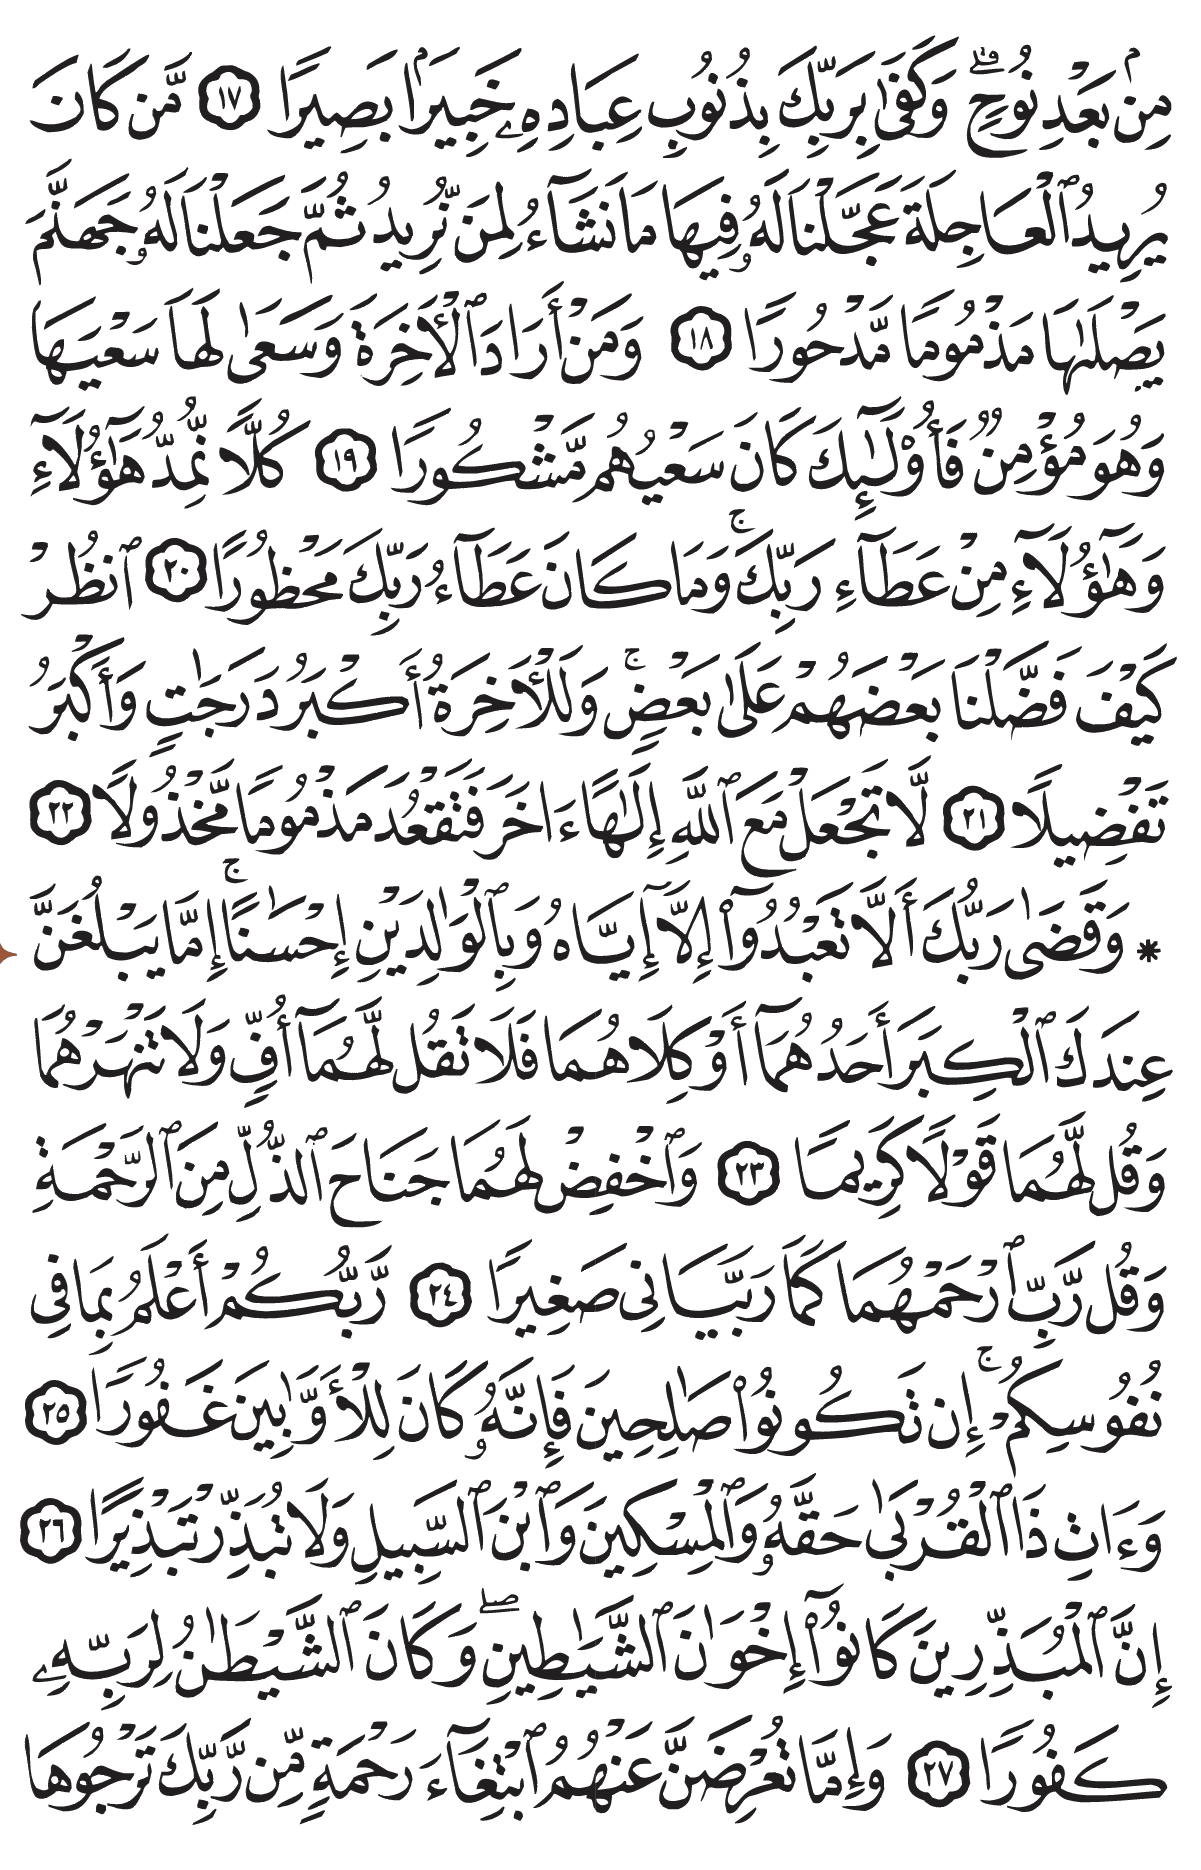 مِنۢ بَعْدِ نُوحٍۗ وَكَفَىٰ بِرَبِّكَ بِذُنُوبِ عِبَادِهِۦ خَبِيرَۢا بَصِيرًا ١٧ مَّن كَانَ
يُرِيدُ ٱلْعَاجِلَةَ عَجَّلْنَا لَهُۥ فِيهَا مَا نَشَآءُ لِمَن نُّرِيدُ ثُمَّ جَعَلْنَا لَهُۥ جَهَنَّمَ
يَصْلَىٰهَا مَذْمُومًا مَّدْحُورًا ١٨ وَمَنْ أَرَادَ ٱلْأٓخِرَةَ وَسَعَىٰ لَهَا سَعْيَهَا
وَهُوَ مُؤْمِنٌ فَأُو۟لَٰٓئِكَ كَانَ سَعْيُهُم مَّشْكُورًا ١٩ كُلًّا نُّمِدُّ هَٰٓؤُلَآءِ
وَهَٰٓؤُلَآءِ مِنْ عَطَآءِ رَبِّكَۚ وَمَا كَانَ عَطَآءُ رَبِّكَ مَحْظُورًا ٢٠ ٱنظُرْ
كَيْفَ فَضَّلْنَا بَعْضَهُمْ عَلَىٰ بَعْضٍۚ وَلَلْأٓخِرَةُ أَكْبَرُ دَرَجَٰتٍ وَأَكْبَرُ
تَفْضِيلًا ٢١ لَّا تَجْعَلْ مَعَ ٱللَّهِ إِلَٰهًا ءَاخَرَ فَتَقْعُدَ مَذْمُومًا مَّخْذُولًا ٢٢
* وَقَضَىٰ رَبُّكَ أَلَّا تَعْبُدُوٓا۟ إِلَّآ إِيَّاهُ وَبِٱلْوَٰلِدَيْنِ إِحْسَٰنًاۚ إِمَّا يَبْلُغَنَّ
عِندَكَ ٱلْكِبَرَ أَحَدُهُمَآ أَوْ كِلَاهُمَا فَلَا تَقُل لَّهُمَآ أُفٍّ وَلَا تَنْهَرْهُمَا
وَقُل لَّهُمَا قَوْلًا كَرِيمًا ٢٣ وَٱخْفِضْ لَهُمَا جَنَاحَ ٱلذُّلِّ مِنَ ٱلرَّحْمَةِ
وَقُل رَّبِّ ٱرْحَمْهُمَا كَمَا رَبَّيَانِى صَغِيرًا ٢٤ رَّبُّكُمْ أَعْلَمُ بِمَا فِى
نُفُوسِكُمْۚ إِن تَكُونُوا۟ صَٰلِحِينَ فَإِنَّهُۥ كَانَ لِلْأَوَّٰبِينَ غَفُورًا ٢٥
وَءَاتِ ذَا ٱلْقُرْبَىٰ حَقَّهُۥ وَٱلْمِسْكِينَ وَٱبْنَ ٱلسَّبِيلِ وَلَا تُبَذِّرْ تَبْذِيرًا ٢٦
إِنَّ ٱلْمُبَذِّرِينَ كَانُوٓا۟ إِخْوَٰنَ ٱلشَّيَٰطِينِۖ وَكَانَ ٱلشَّيْطَٰنُ لِرَبِّهِۦ
كَفُورًا ٢٧ وَإِمَّا تُعْرِضَنَّ عَنْهُمُ ٱبْتِغَآءَ رَحْمَةٍ مِّن رَّبِّكَ تَرْجُوهَا